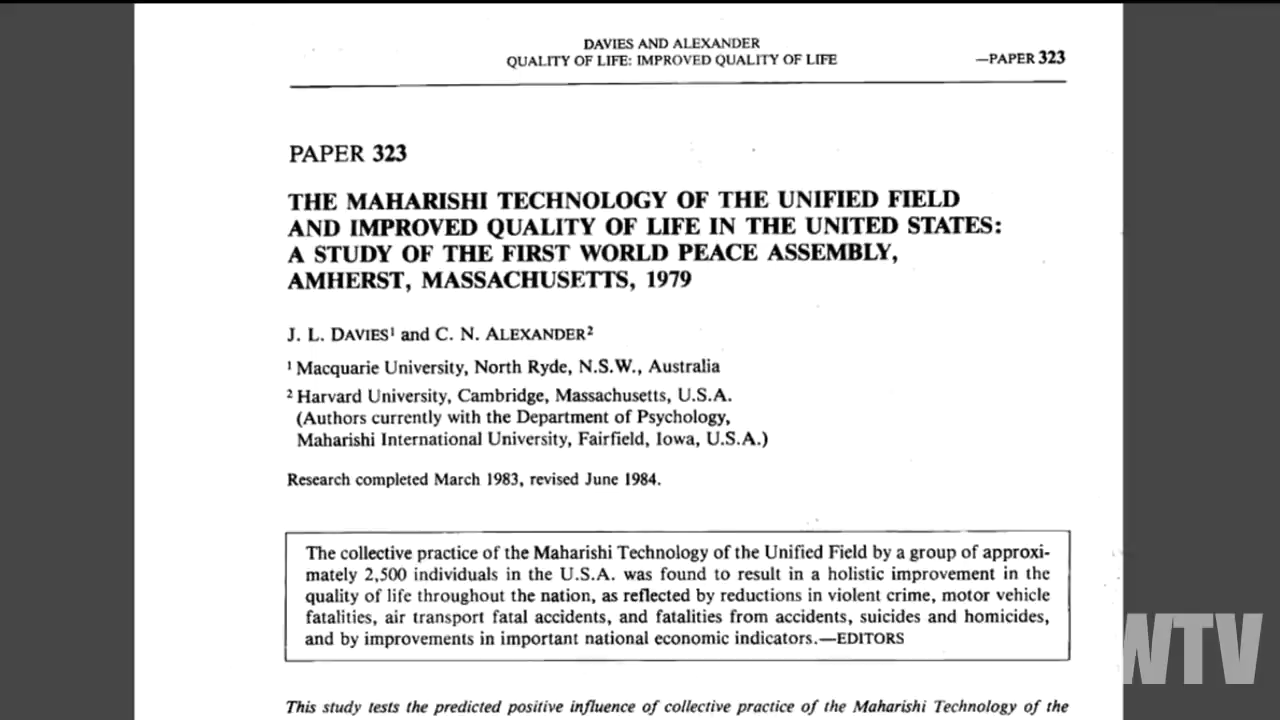 DAVIES AND ALEXANDER
QUALITY OF LIFE: IMPROVED QUALITY OF LIFE
—PAPER 323
PAPER 323
THE MAHARISHI TECHNOLOGY OF THE UNIFIED FIELD
AND IMPROVED QUALITY OF LIFE IN THE UNITED STATES:
A STUDY OF THE FIRST WORLD PEACE ASSEMBLY,
AMHERST, MASSACHUSETTS, 1979
J. L. DAVIES¹ and C. N. ALEXANDER²
¹ Macquarie University, North Ryde, N.S.W., Australia
² Harvard University, Cambridge, Massachusetts, U.S.A.
(Authors currently with the Department of Psychology,
Maharishi International University, Fairfield, Iowa, U.S.A.)
Research completed March 1983, revised June 1984.
The collective practice of the Maharishi Technology of the Unified Field by a group of approxi-
mately 2,500 individuals in the U.S.A. was found to result in a holistic improvement in the
quality of life throughout the nation, as reflected by reductions in violent crime, motor vehicle
fatalities, air transport fatal accidents, and fatalities from accidents, suicides and homicides,
and by improvements in important national economic indicators.—EDITORS
This study tests the predicted positive influence of collective practice of the Maharishi Technology of the
WTV